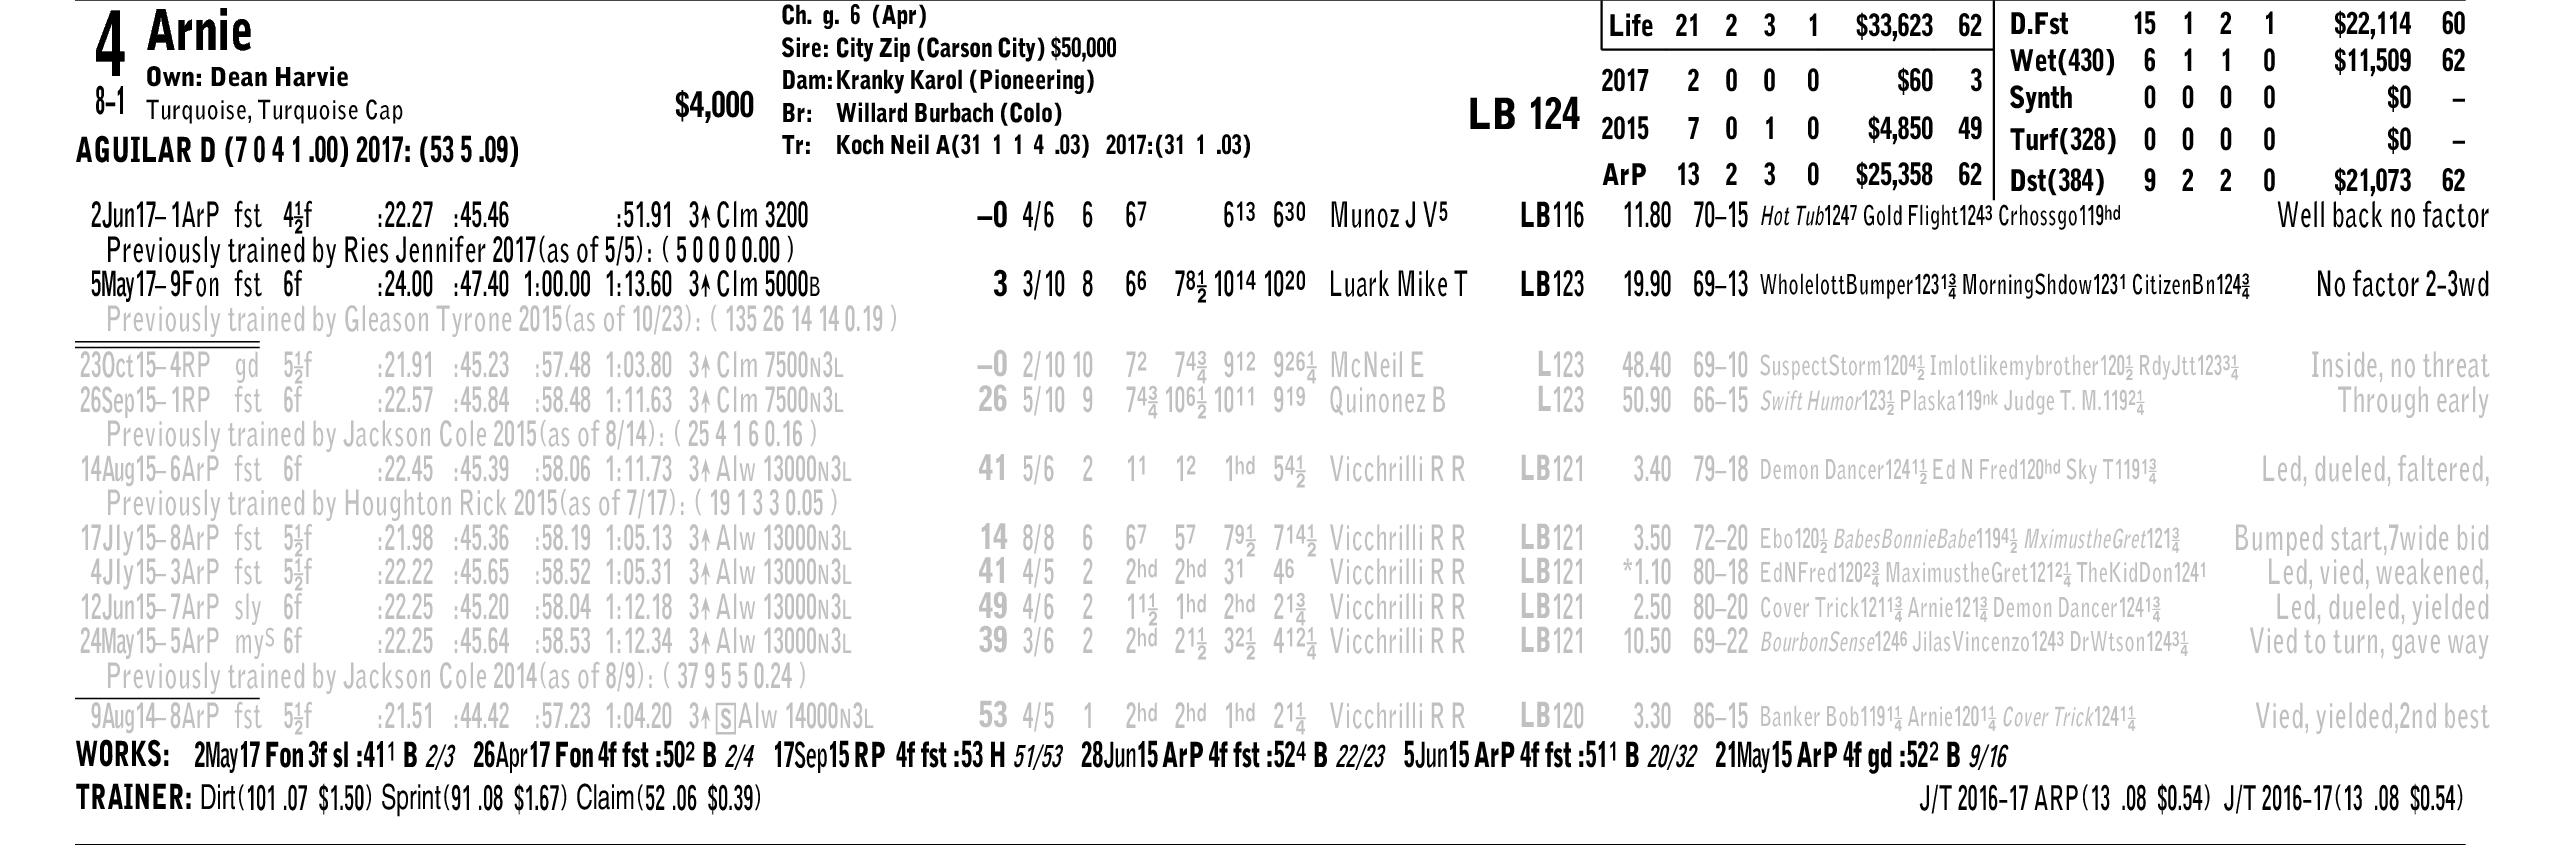 4 Arnie
Own: Dean Harvie
8–1 Turquoise, Turquoise Cap $4,000
AGUILAR D (7 0 4 1 .00) 2017: (53 5 .09)
Ch. g. 6 (Apr)
Sire: City Zip (Carson City) $50,000
Dam: Kranky Karol (Pioneering)
Br: Willard Burbach (Colo)
Tr: Koch Neil A(31 1 1 4 .03) 2017:(31 1 .03)
LB 124
Life 21 2 3 1 $33,623 62
2017 2 0 0 0 $60 3
2015 7 0 1 0 $4,850 49
ArP 13 2 3 0 $25,358 62
D.Fst 15 1 2 1 $22,114 60
Wet(430) 6 1 1 0 $11,509 62
Synth 0 0 0 0 $0 –
Turf(328) 0 0 0 0 $0 –
Dst(384) 9 2 2 0 $21,073 62
2Jun17–1ArP fst 4½f :22.27 :45.46 :51.91 3↑ Clm 3200 –0 4/6 6 6⁷ 6¹³ 6³⁰ Munoz J V⁵ LB116 11.80 70–15 Hot Tub124⁷ Gold Flight124³ Crhossgo119ʰᵈ Well back no factor
Previously trained by Ries Jennifer 2017(as of 5/5): ( 5 0 0 0 0.00 )
5May17–9Fon fst 6f :24.00 :47.40 1:00.00 1:13.60 3↑ Clm 5000B 3 3/10 8 6⁶ 7⁸½ 10¹⁴ 10²⁰ Luark Mike T LB123 19.90 69–13 WholelottBumper123¹¾ MorningShdow123¹ CitizenBn124¾ No factor 2-3wd
Previously trained by Gleason Tyrone 2015(as of 10/23): ( 135 26 14 14 0.19 )
23Oct15–4RP gd 5½f :21.91 :45.23 :57.48 1:03.80 3↑ Clm 7500N3L –0 2/10 10 7² 7⁴¾ 9¹² 9²⁶¼ McNeil E L123 48.40 69–10 SuspectStorm120⁴½ Imlotlikemybrother120½ RdyJtt123³¼ Inside, no threat
26Sep15–1RP fst 6f :22.57 :45.84 :58.48 1:11.63 3↑ Clm 7500N3L 26 5/10 9 7⁴¾ 10⁶½ 10¹¹ 9¹⁹ Quinonez B L123 50.90 66–15 Swift Humor123½ Plaska119ⁿᵏ Judge T. M.119²¼ Through early
Previously trained by Jackson Cole 2015(as of 8/14): ( 25 4 1 6 0.16 )
14Aug15–6ArP fst 6f :22.45 :45.39 :58.06 1:11.73 3↑ Alw 13000N3L 41 5/6 2 1¹ 1² 1ʰᵈ 5⁴½ Vicchrilli R R LB121 3.40 79–18 Demon Dancer124¹½ Ed N Fred120ʰᵈ Sky T119¹¾ Led, dueled, faltered,
Previously trained by Houghton Rick 2015(as of 7/17): ( 19 1 3 3 0.05 )
17Jly15–8ArP fst 5½f :21.98 :45.36 :58.19 1:05.13 3↑ Alw 13000N3L 14 8/8 6 6⁷ 5⁷ 7⁹½ 7¹⁴½ Vicchrilli R R LB121 3.50 72–20 Ebo120½ BabesBonnieBabe119⁴½ MximustheGret121¾ Bumped start,7wide bid
4Jly15–3ArP fst 5½f :22.22 :45.65 :58.52 1:05.31 3↑ Alw 13000N3L 41 4/5 2 2ʰᵈ 2ʰᵈ 3¹ 4⁶ Vicchrilli R R LB121 *1.10 80–18 EdNFred120²¾ MaximustheGret121²¼ TheKidDon124¹ Led, vied, weakened,
12Jun15–7ArP sly 6f :22.25 :45.20 :58.04 1:12.18 3↑ Alw 13000N3L 49 4/6 2 1¹½ 1ʰᵈ 2ʰᵈ 2¹¾ Vicchrilli R R LB121 2.50 80–20 Cover Trick121¹¾ Arnie121¾ Demon Dancer124¹¾ Led, dueled, yielded
24May15–5ArP myˢ 6f :22.25 :45.64 :58.53 1:12.34 3↑ Alw 13000N3L 39 3/6 2 2ʰᵈ 2¹½ 3²½ 4¹²¼ Vicchrilli R R LB121 10.50 69–22 BourbonSense124⁶ JilasVincenzo124³ DrWtson124³¼ Vied to turn, gave way
Previously trained by Jackson Cole 2014(as of 8/9): ( 37 9 5 5 0.24 )
9Aug14–8ArP fst 5½f :21.51 :44.42 :57.23 1:04.20 3↑ [S]Alw 14000N3L 53 4/5 1 2ʰᵈ 2ʰᵈ 1ʰᵈ 2¹¼ Vicchrilli R R LB120 3.30 86–15 Banker Bob119¹¼ Arnie120¹¼ Cover Trick124¹¼ Vied, yielded,2nd best
WORKS: 2May17 Fon 3f sl :41¹ B 2/3 26Apr17 Fon 4f fst :50² B 2/4 17Sep15 RP 4f fst :53 H 51/53 28Jun15 ArP 4f fst :52⁴ B 22/23 5Jun15 ArP 4f fst :51¹ B 20/32 21May15 ArP 4f gd :52² B 9/16
TRAINER: Dirt(101 .07 $1.50) Sprint(91 .08 $1.67) Claim(52 .06 $0.39) J/T 2016–17 ARP(13 .08 $0.54) J/T 2016–17(13 .08 $0.54)